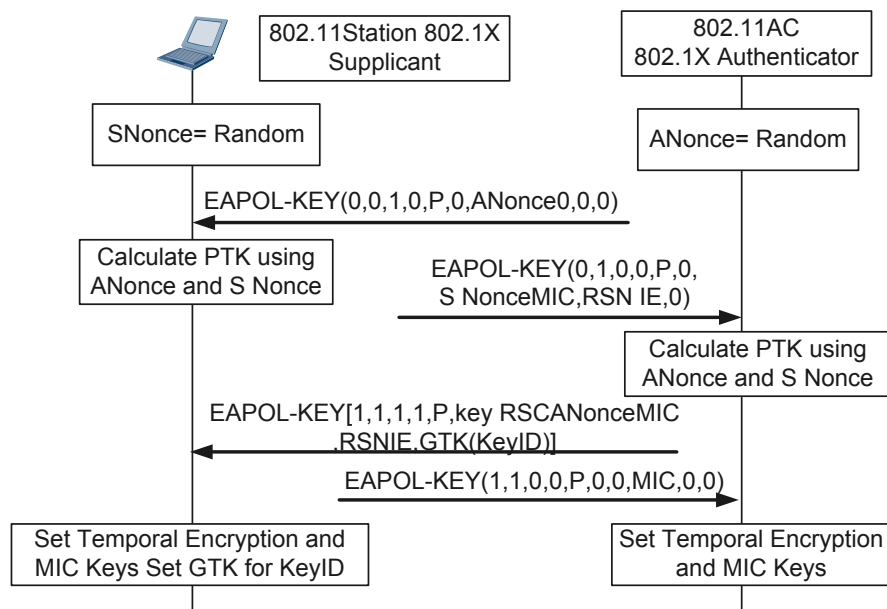 802.11Station 802.1X
Supplicant
802.11AC
802.1X Authenticator
SNonce= Random
ANonce= Random
EAPOL-KEY(0,0,1,0,P,0,ANonce0,0,0)
Calculate PTK using
ANonce and S Nonce
EAPOL-KEY(0,1,0,0,P,0,
S NonceMIC,RSN IE,0)
Calculate PTK using
ANonce and S Nonce
EAPOL-KEY[1,1,1,1,P,key RSCANonceMIC
,RSNIE,GTK(KeyID)]
EAPOL-KEY(1,1,0,0,P,0,0,MIC,0,0)
Set Temporal Encryption and
MIC Keys Set GTK for KeyID
Set Temporal Encryption
and MIC Keys